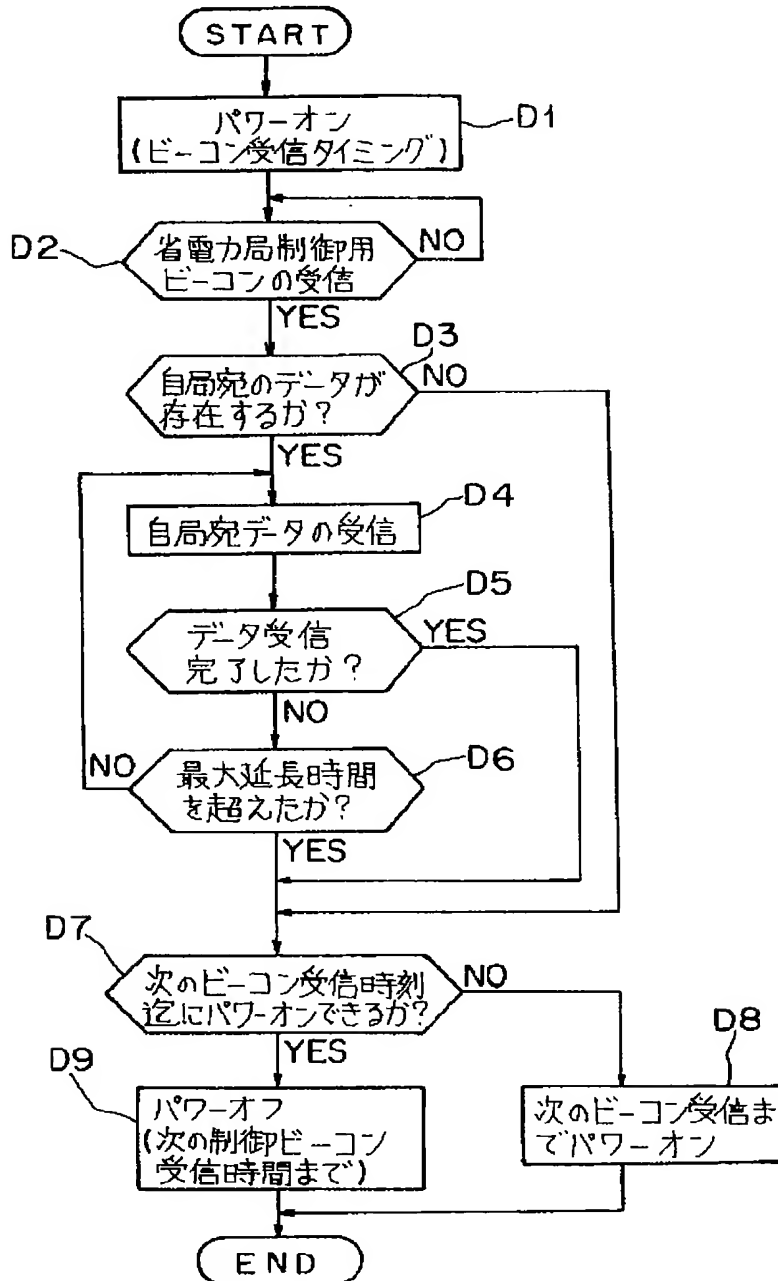 START
パワーオン
(ビーコン受信タイミング)
D1
D2
省電力局制御用
ビーコンの受信
NO
YES
D3
自局宛のデータが
存在するか？
NO
YES
D4
自局宛データの受信
D5
データ受信
完了したか？
YES
NO
D6
最大延長時間
を超えたか？
NO
YES
D7
次のビーコン受信時刻
迄にパワーオンできるか？
NO
YES
D8
次のビーコン受信ま
でパワーオン
D9
パワーオフ
(次の制御ビーコン
受信時間まで)
END